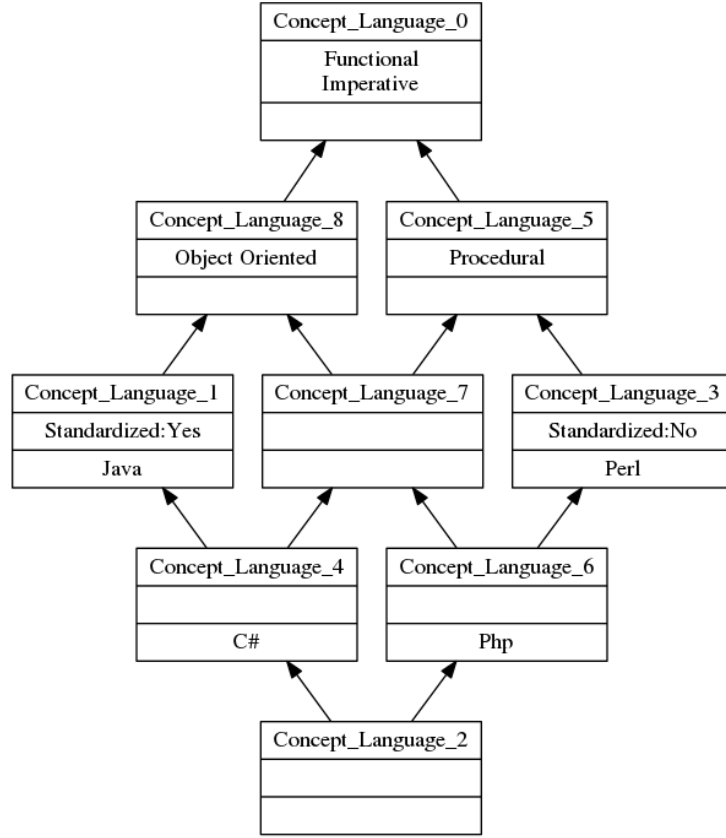 Concept_Language_0
Functional
Imperative
Concept_Language_8
Object Oriented
Concept_Language_5
Procedural
Concept_Language_1
Standardized:Yes
Java
Concept_Language_7
Concept_Language_3
Standardized:No
Perl
Concept_Language_4
C#
Concept_Language_6
Php
Concept_Language_2